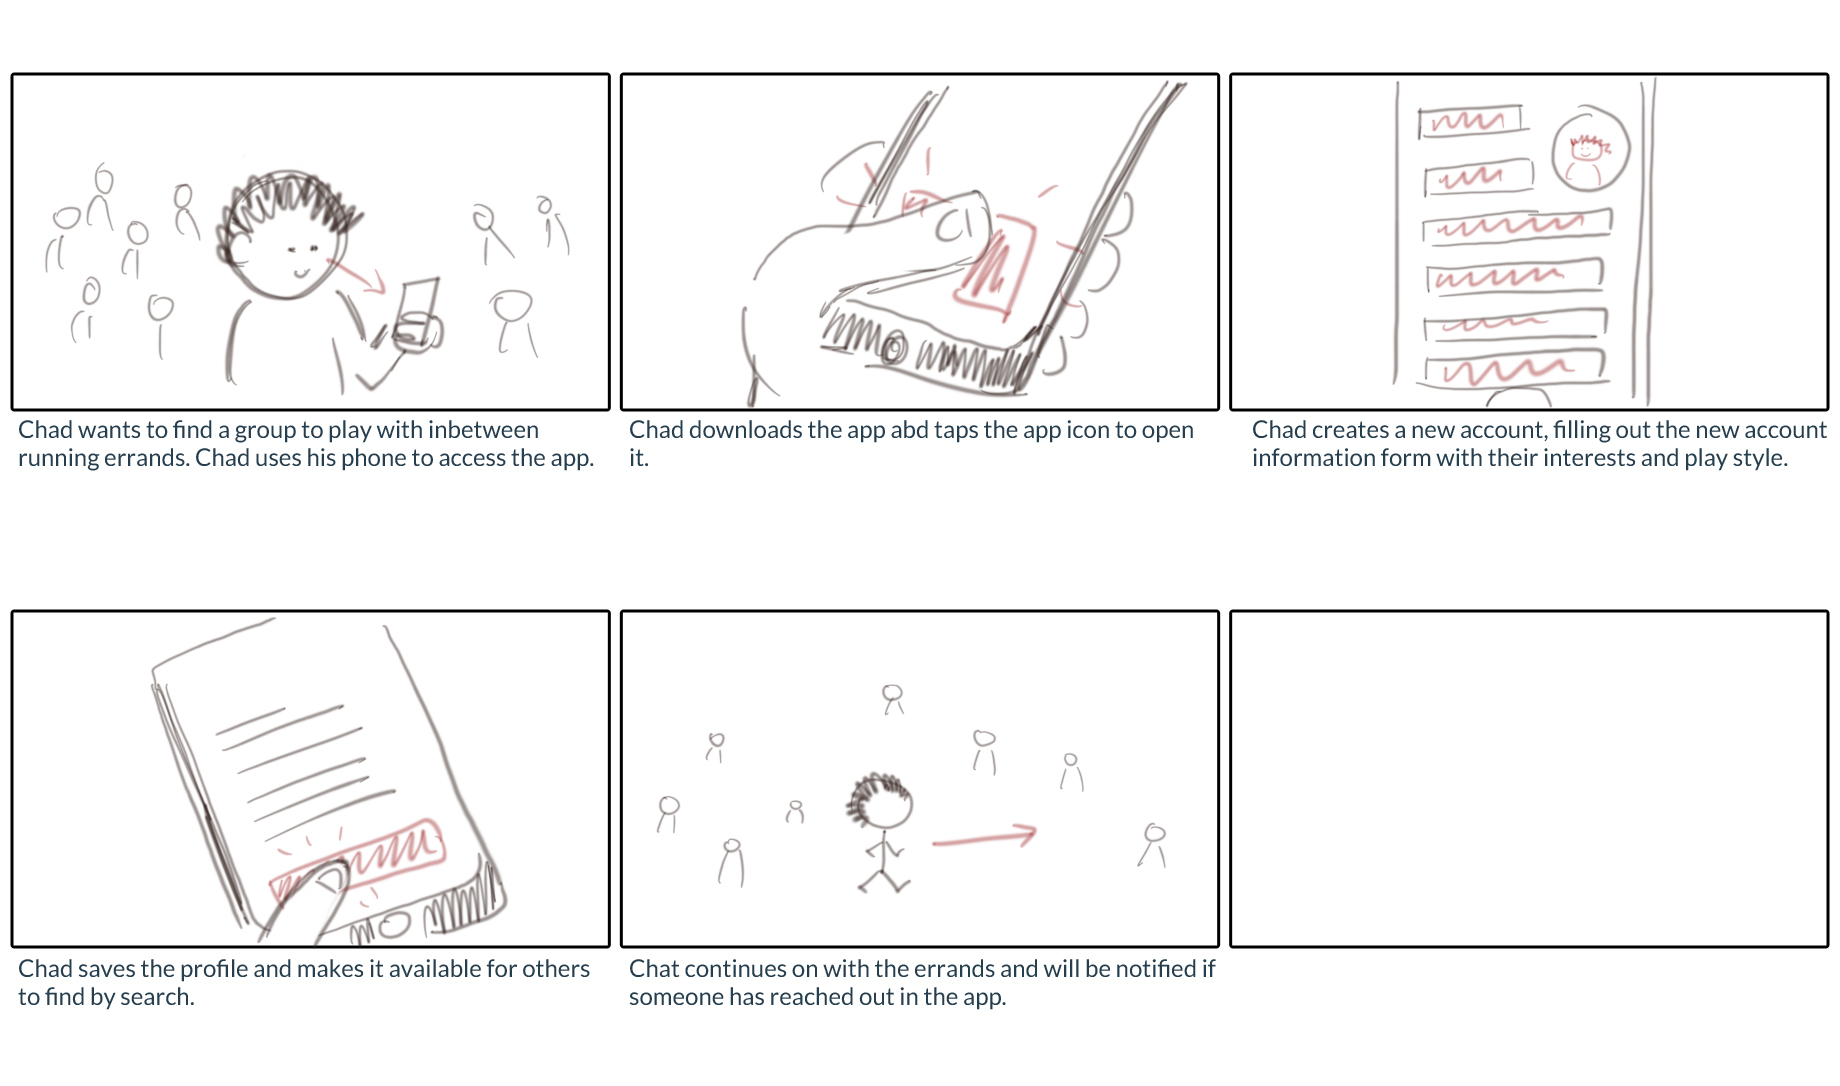 Chad wants to find a group to play with inbetween
running errands. Chad uses his phone to access the app.
Chad downloads the app abd taps the app icon to open
it.
Chad creates a new account, filling out the new account
information form with their interests and play style.
Chad saves the profile and makes it available for others
to find by search.
Chat continues on with the errands and will be notified if
someone has reached out in the app.